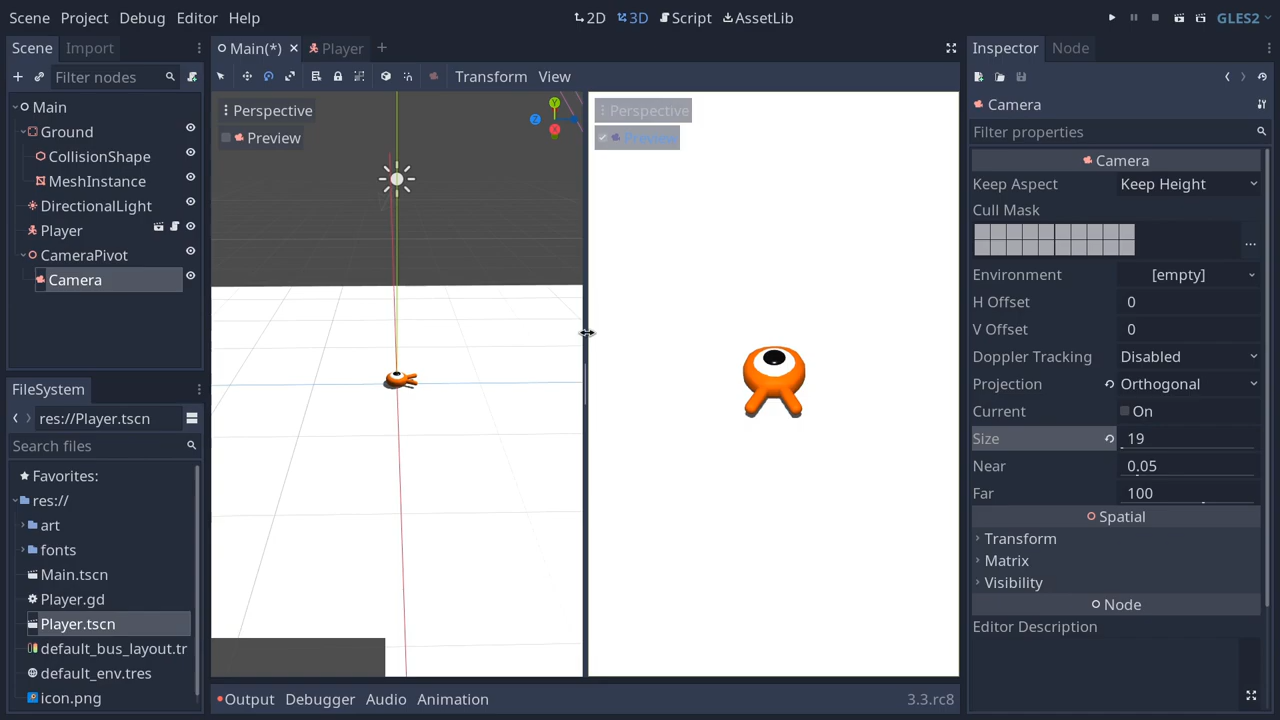 Scene Project Debug Editor Help 2D 3D Script AssetLib GLES2
Scene Import Main(*) Player Inspector Node
Filter nodes Transform View
Main
Ground
CollisionShape
MeshInstance
DirectionalLight
Player
CameraPivot
Camera
FileSystem
res://Player.tscn
Search files
Favorites:
res://
art
fonts
Main.tscn
Player.gd
Player.tscn
default_bus_layout.tr
default_env.tres
icon.png
Perspective
Preview
Y
Z
X
Perspective
Preview
Output Debugger Audio Animation 3.3.rc8
Camera
Filter properties
Camera
Keep Aspect Keep Height
Cull Mask
Environment [empty]
H Offset 0
V Offset 0
Doppler Tracking Disabled
Projection Orthogonal
Current On
Size 19
Near 0.05
Far 100
Spatial
Transform
Matrix
Visibility
Node
Editor Description